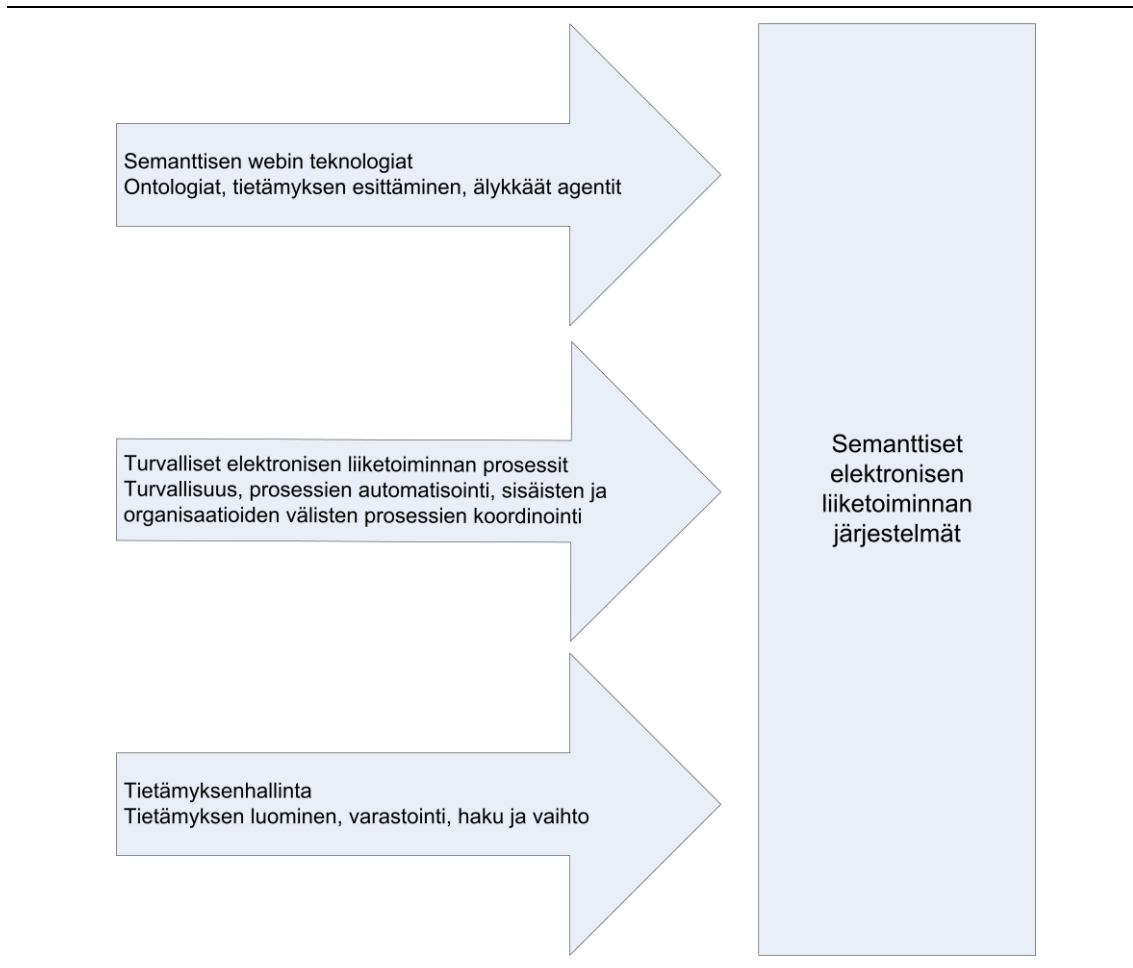 Semanttisen webin teknologiat
Ontologiat, tietämyksen esittäminen, älykkäät agentit
Turvalliset elektronisen liiketoiminnan prosessit
Turvallisuus, prosessien automatisointi, sisäisten ja
organisaatioiden välisten prosessien koordinointi
Tietämyksenhallinta
Tietämyksen luominen, varastointi, haku ja vaihto
Semanttiset
elektronisen
liiketoiminnan
järjestelmät